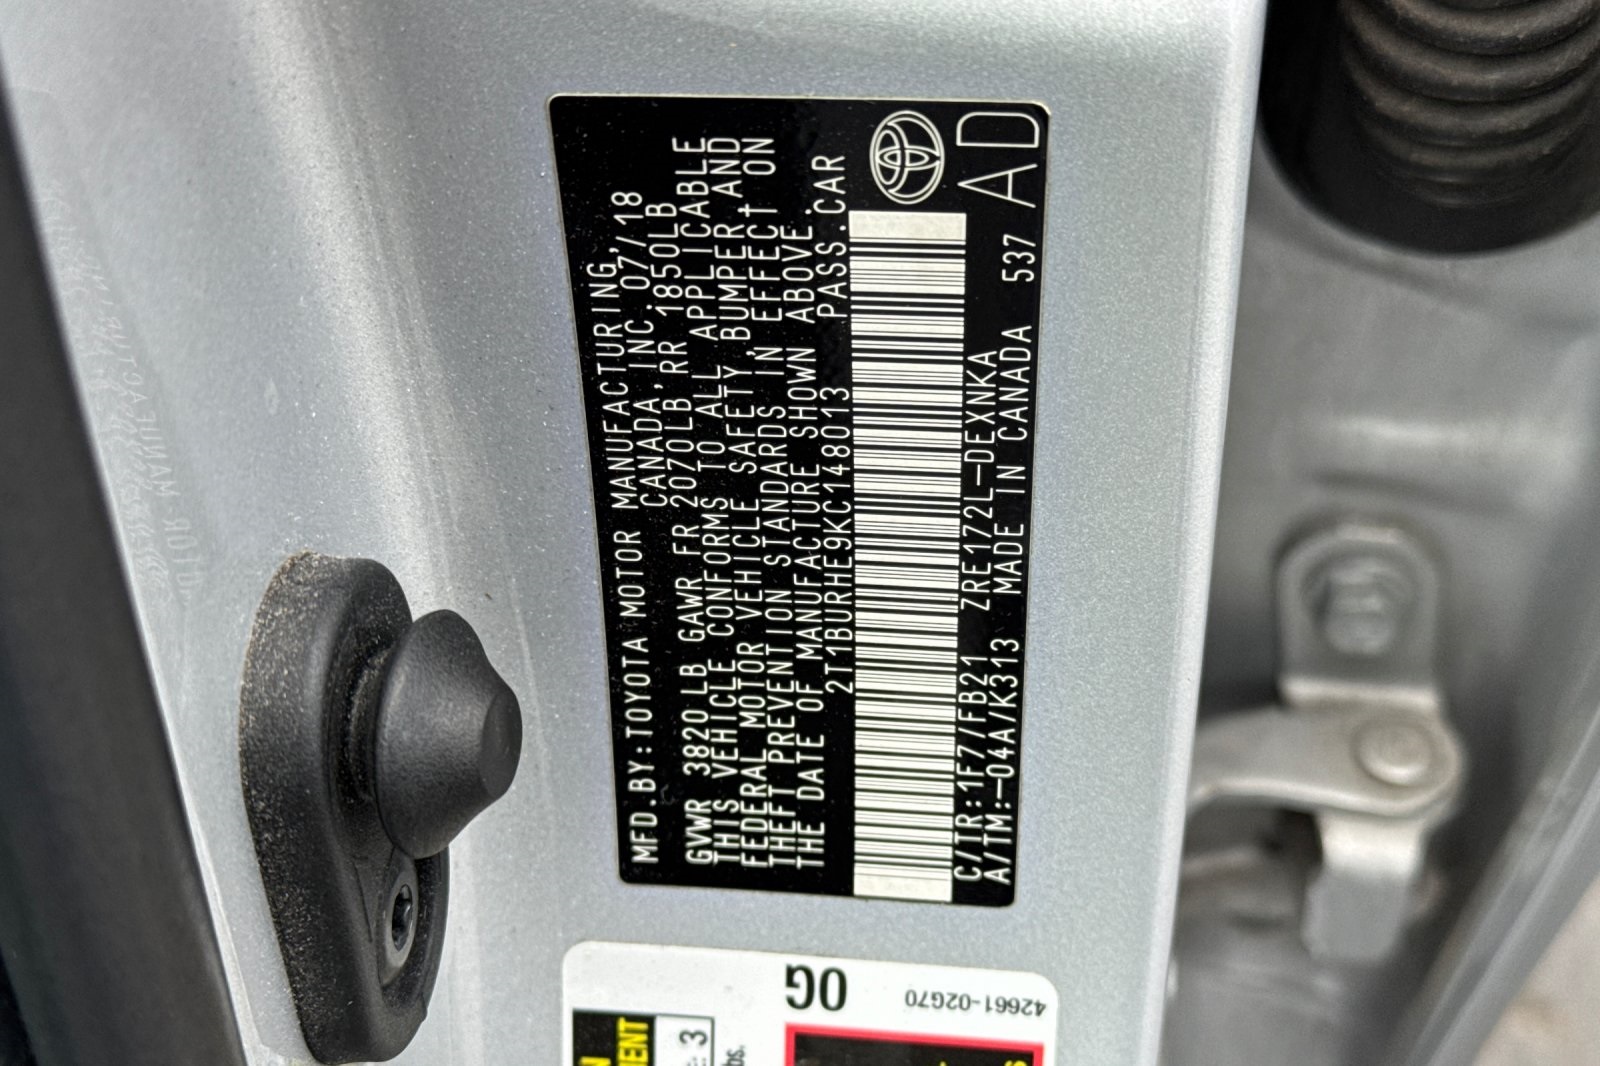 MFD.BY:TOYOTA MOTOR MANUFACTURING,
CANADA, INC. 07/18
GVWR 3820LB GAWR FR 2070LB, RR 1850LB
THIS VEHICLE CONFORMS TO ALL APPLICABLE
FEDERAL MOTOR VEHICLE SAFETY, BUMPER, AND
THEFT PREVENTION STANDARDS IN EFFECT ON
THE DATE OF MANUFACTURE SHOWN ABOVE.
2T1BURHE9KC148013 PASS.CAR
C/TR:1F7/FB21 ZRE172L-DEXNKA
A/TM:-04A/K313 MADE IN CANADA 537
AD
0G
42661-02G70
3